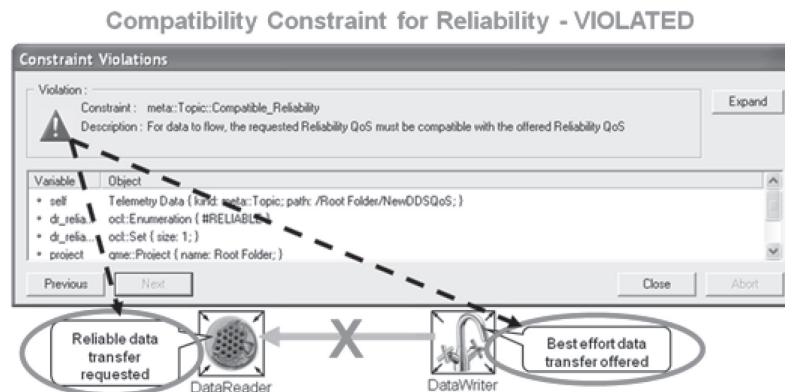 Compatibility Constraint for Reliability - VIOLATED
Constraint Violations
Violation:
Constraint: meta::Topic::Compatible_Reliability
Description: For data to flow, the requested Reliability QoS must be compatible with the offered Reliability QoS
Expand
Variable Object
self Telemetry Data { kind: meta::Topic; path: /Root Folder/NewDDSQoS; }
dr_relia... ocl::Enumeration { #RELIABLE }
dr_relia... ocl::Set { size: 1; }
project gme::Project { name: Root Folder; }
Previous Next Close Abort
Reliable data
transfer
requested
X
Best effort data
transfer offered
DataReader
DataWriter